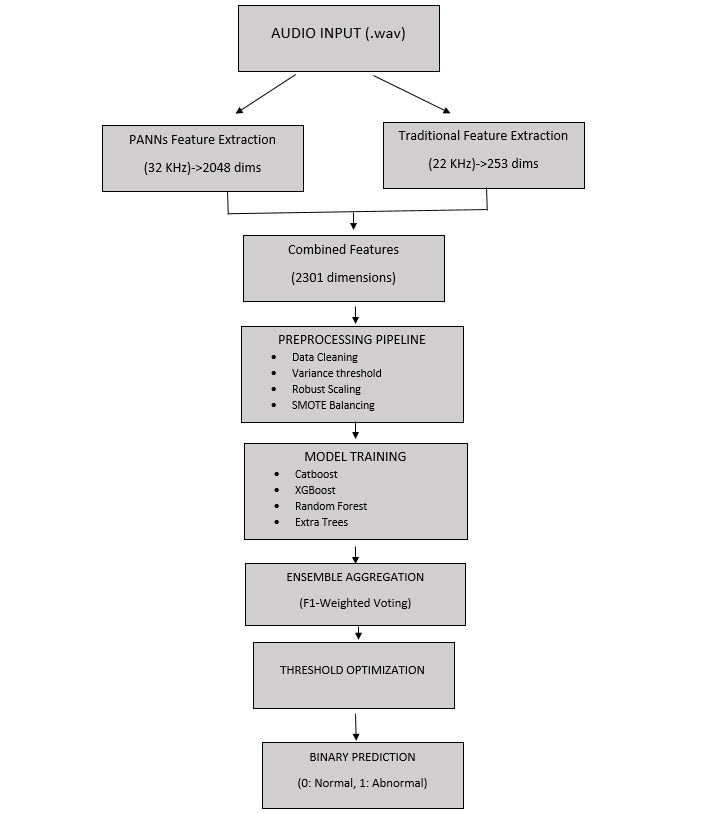 AUDIO INPUT (.wav)
PANNs Feature Extraction
(32 KHz)->2048 dims
Traditional Feature Extraction
(22 KHz)->253 dims
Combined Features
(2301 dimensions)
PREPROCESSING PIPELINE
• Data Cleaning
• Variance threshold
• Robust Scaling
• SMOTE Balancing
MODEL TRAINING
• Catboost
• XGBoost
• Random Forest
• Extra Trees
ENSEMBLE AGGREGATION
(F1-Weighted Voting)
THRESHOLD OPTIMIZATION
BINARY PREDICTION
(0: Normal, 1: Abnormal)